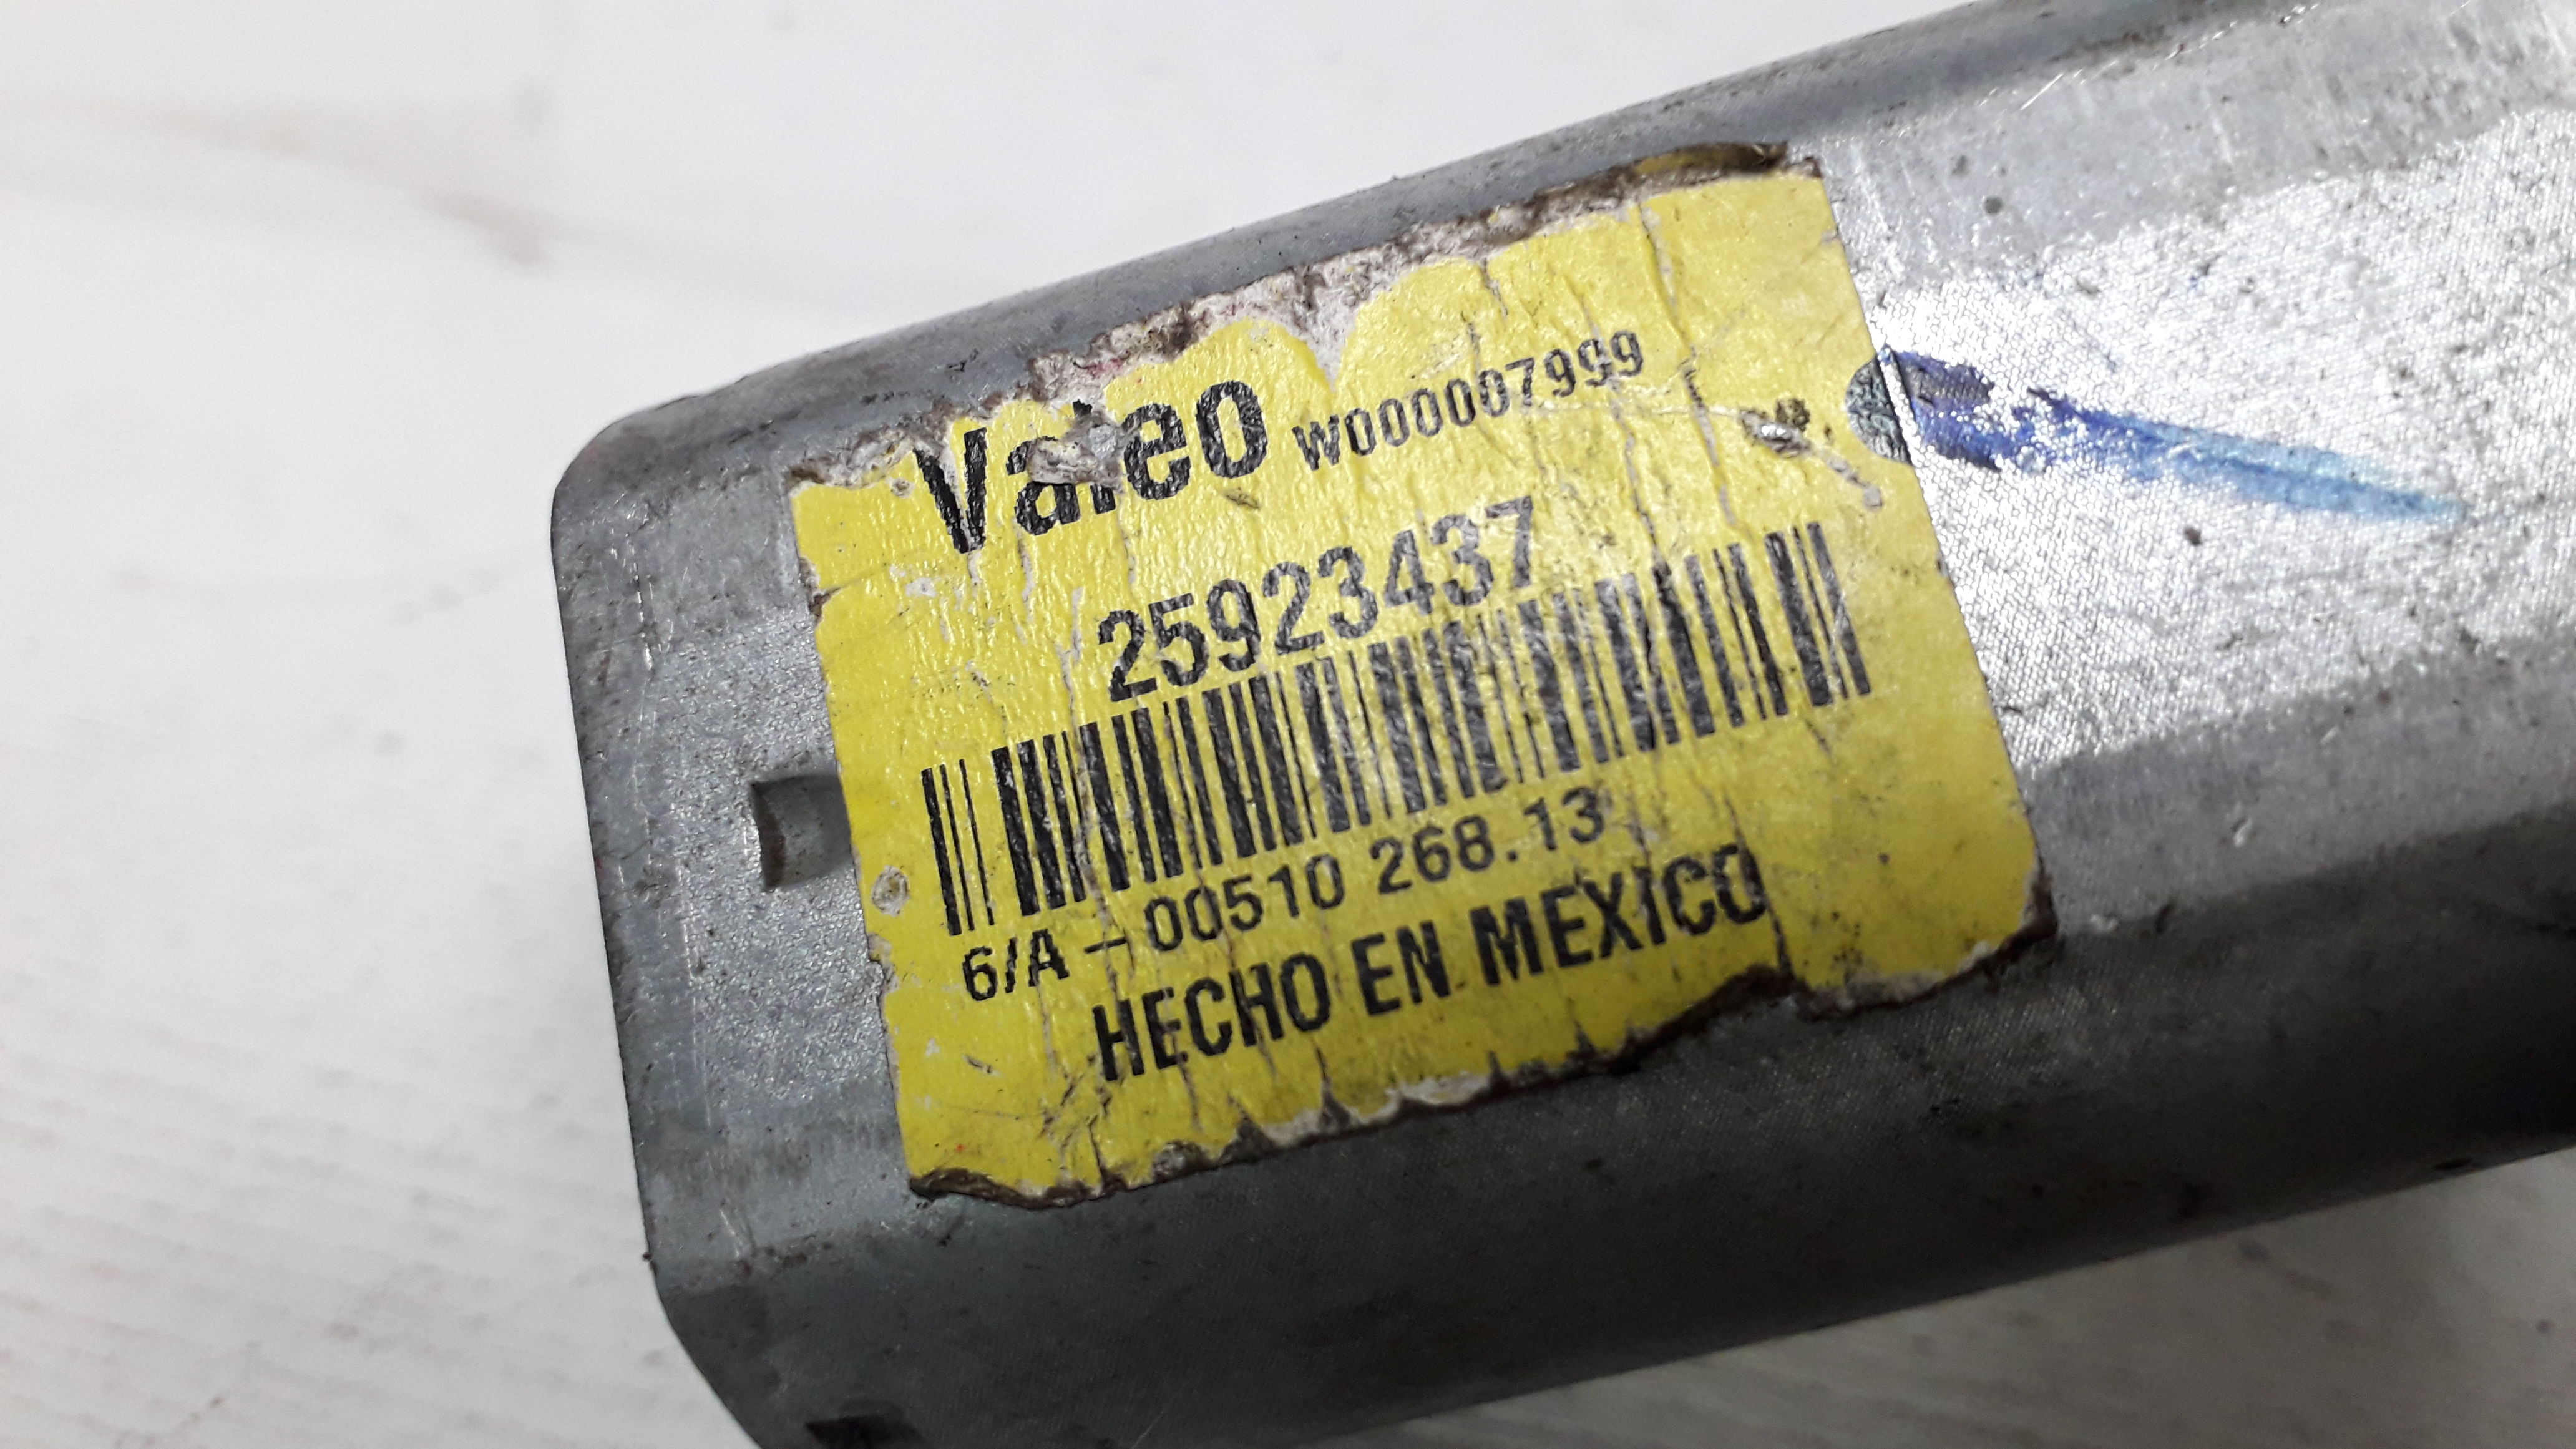 Valeo W000007999
25923437
6/A - 00510 268.13
HECHO EN MEXICO